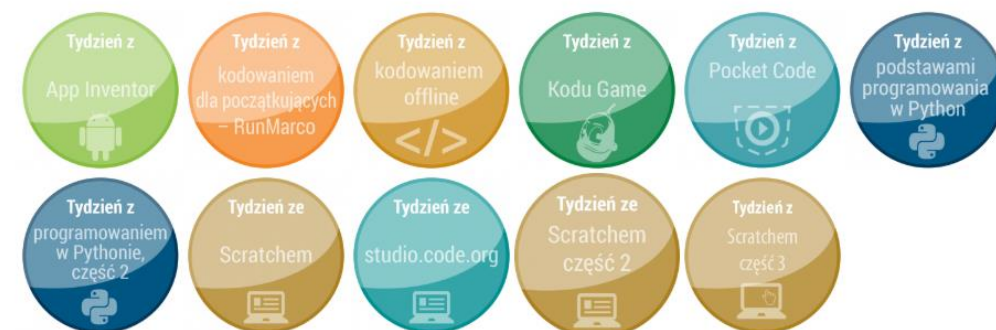 Tydzień z
App Inventor
Tydzień z
kodowaniem
dla początkujących
– RunMarco
Tydzień z
kodowaniem
offline
</>
Tydzień z
Kodu Game
Tydzień z
Pocket Code
Tydzień z
podstawami
programowania
w Python
Tydzień z
programowaniem
w Pythonie,
część 2
Tydzień ze
Scratchem
Tydzień ze
studio.code.org
Tydzień ze
Scratchem
część 2
Tydzień z
Scratchem
część 3